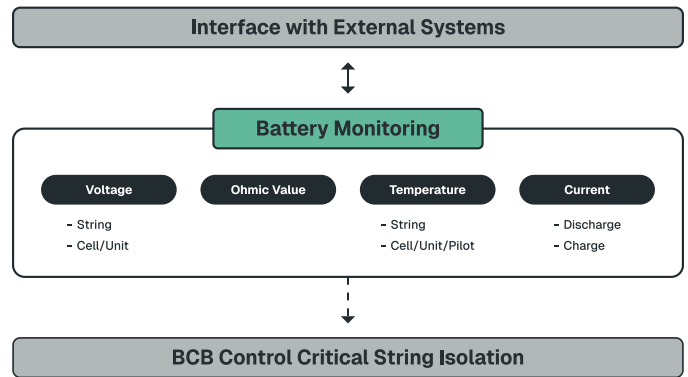 Interface with External Systems
Battery Monitoring
Voltage
- String
- Cell/Unit
Ohmic Value
Temperature
- String
- Cell/Unit/Pilot
Current
- Discharge
- Charge
BCB Control Critical String Isolation